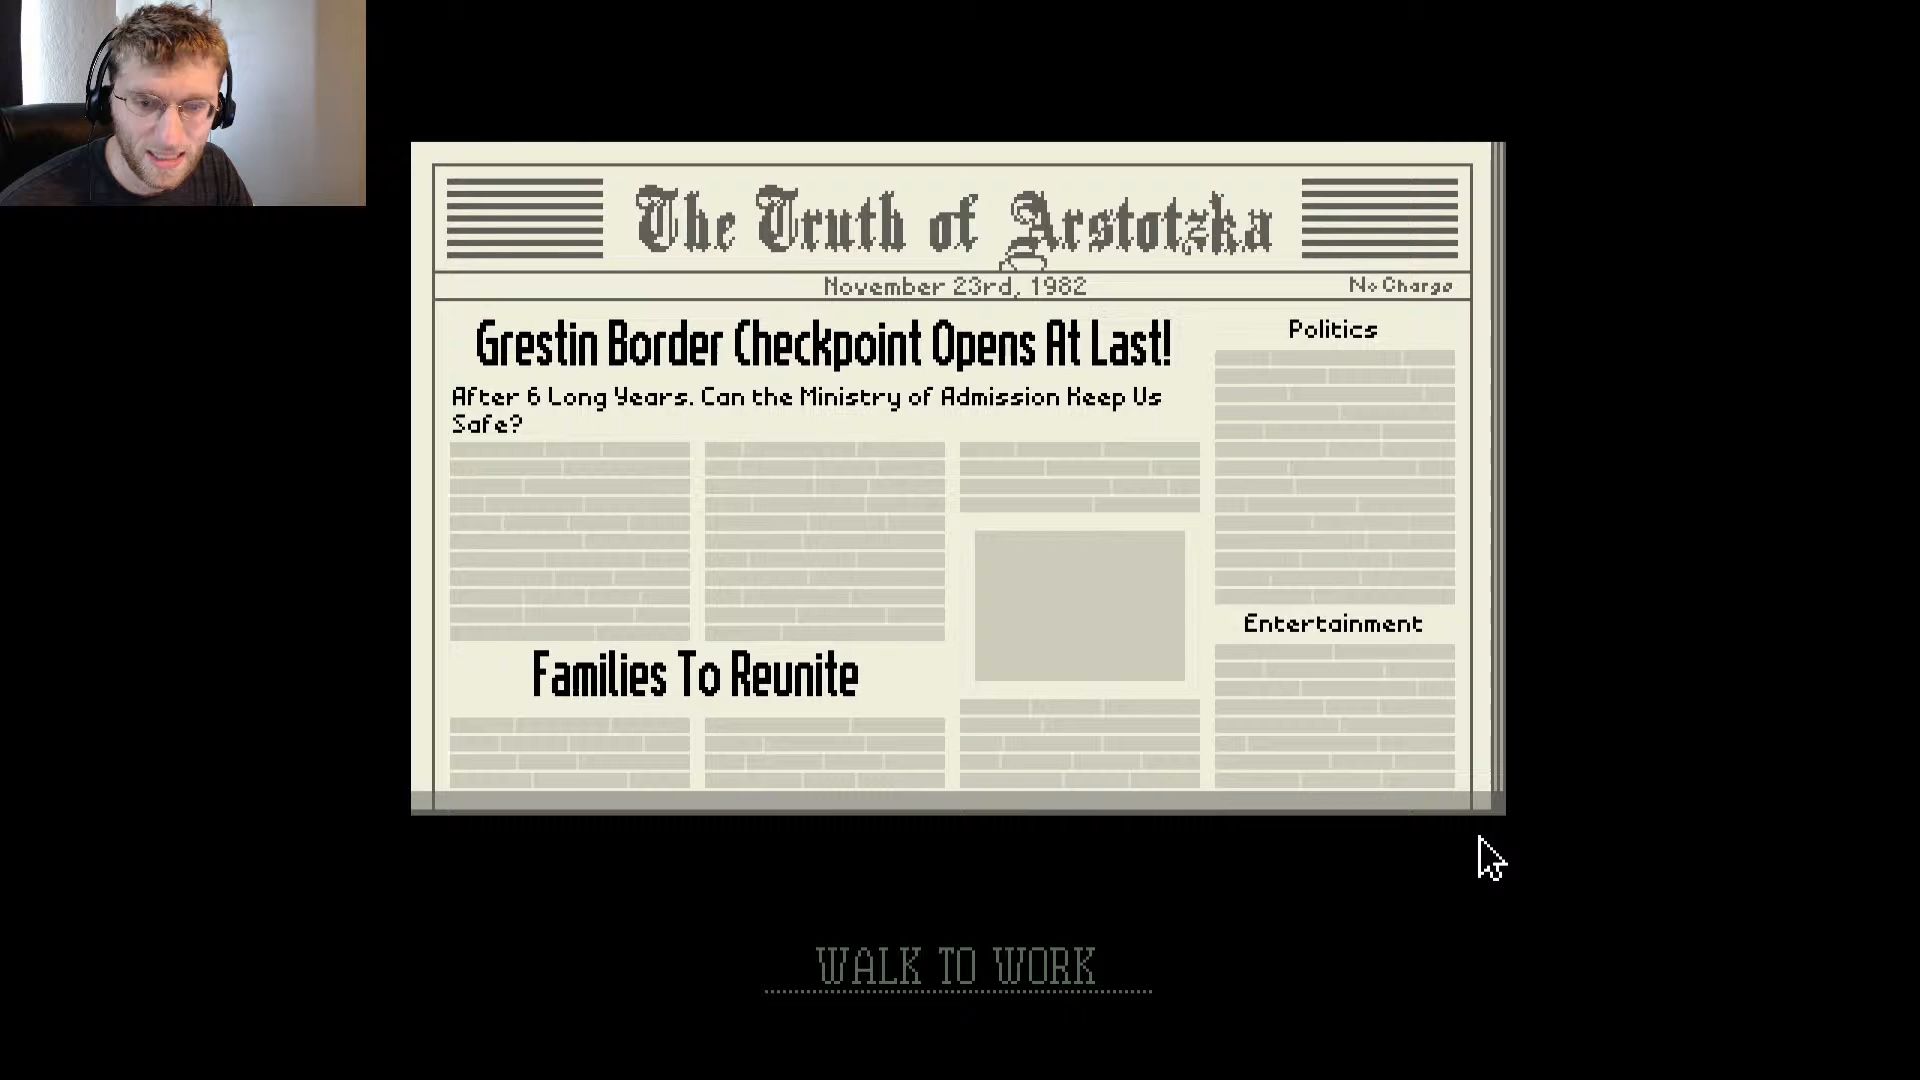 The Truth of Arstotzka
November 23rd, 1982
No Charge
Grestin Border Checkpoint Opens At Last!
After 6 Long Years. Can the Ministry of Admission Keep Us
Safe?
Families To Reunite
Politics
Entertainment
WALK TO WORK